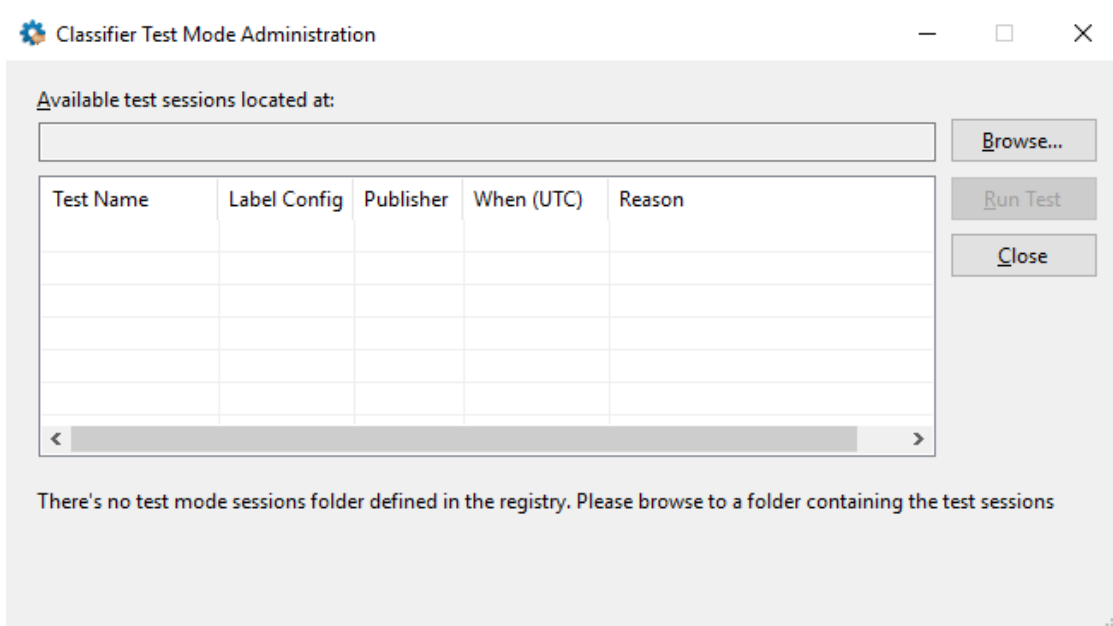 Classifier Test Mode Administration
Available test sessions located at:
Browse...
Test Name Label Config Publisher When (UTC) Reason
Run Test
Close
There's no test mode sessions folder defined in the registry. Please browse to a folder containing the test sessions